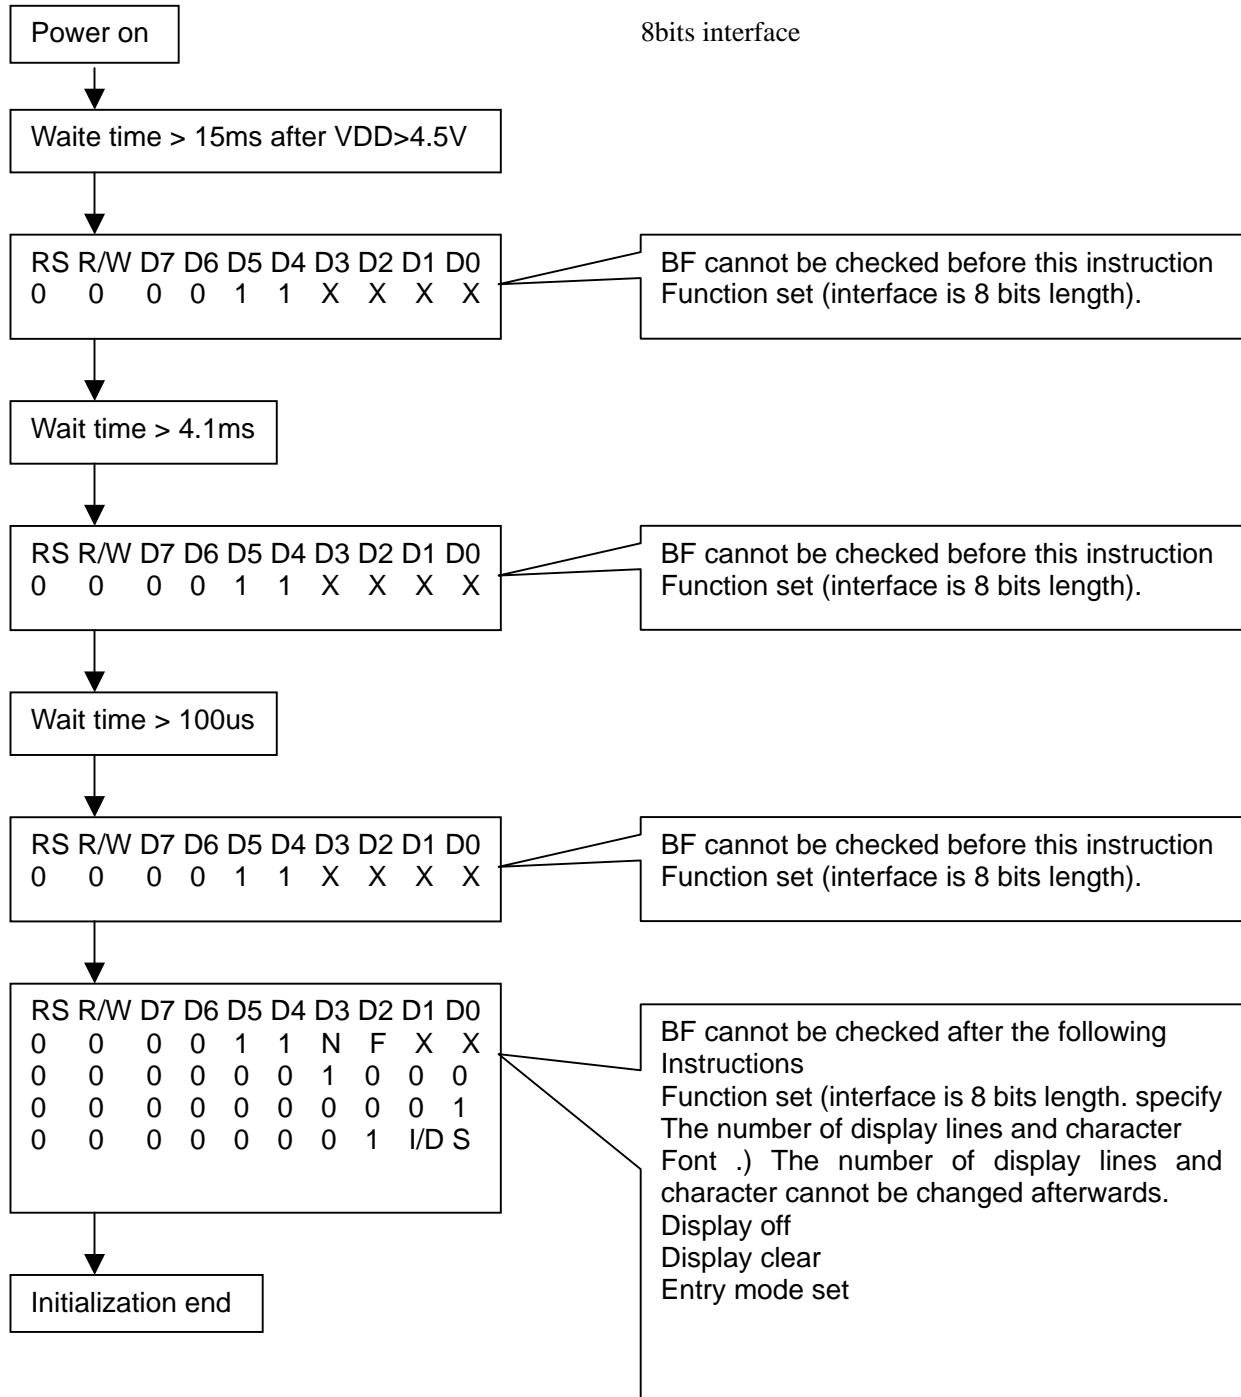 Power on
8bits interface
Waite time > 15ms after VDD>4.5V
RS R/W D7 D6 D5 D4 D3 D2 D1 D0
0 0 0 0 1 1 X X X X
BF cannot be checked before this instruction
Function set (interface is 8 bits length).
Wait time > 4.1ms
RS R/W D7 D6 D5 D4 D3 D2 D1 D0
0 0 0 0 1 1 X X X X
BF cannot be checked before this instruction
Function set (interface is 8 bits length).
Wait time > 100us
RS R/W D7 D6 D5 D4 D3 D2 D1 D0
0 0 0 0 1 1 X X X X
BF cannot be checked before this instruction
Function set (interface is 8 bits length).
RS R/W D7 D6 D5 D4 D3 D2 D1 D0
0 0 0 0 1 1 N F X X
0 0 0 0 0 0 1 0 0 0
0 0 0 0 0 0 0 0 0 1
0 0 0 0 0 0 0 1 I/D S
BF cannot be checked after the following
Instructions
Function set (interface is 8 bits length. specify
The number of display lines and character
Font .) The number of display lines and
character cannot be changed afterwards.
Display off
Display clear
Entry mode set
Initialization end